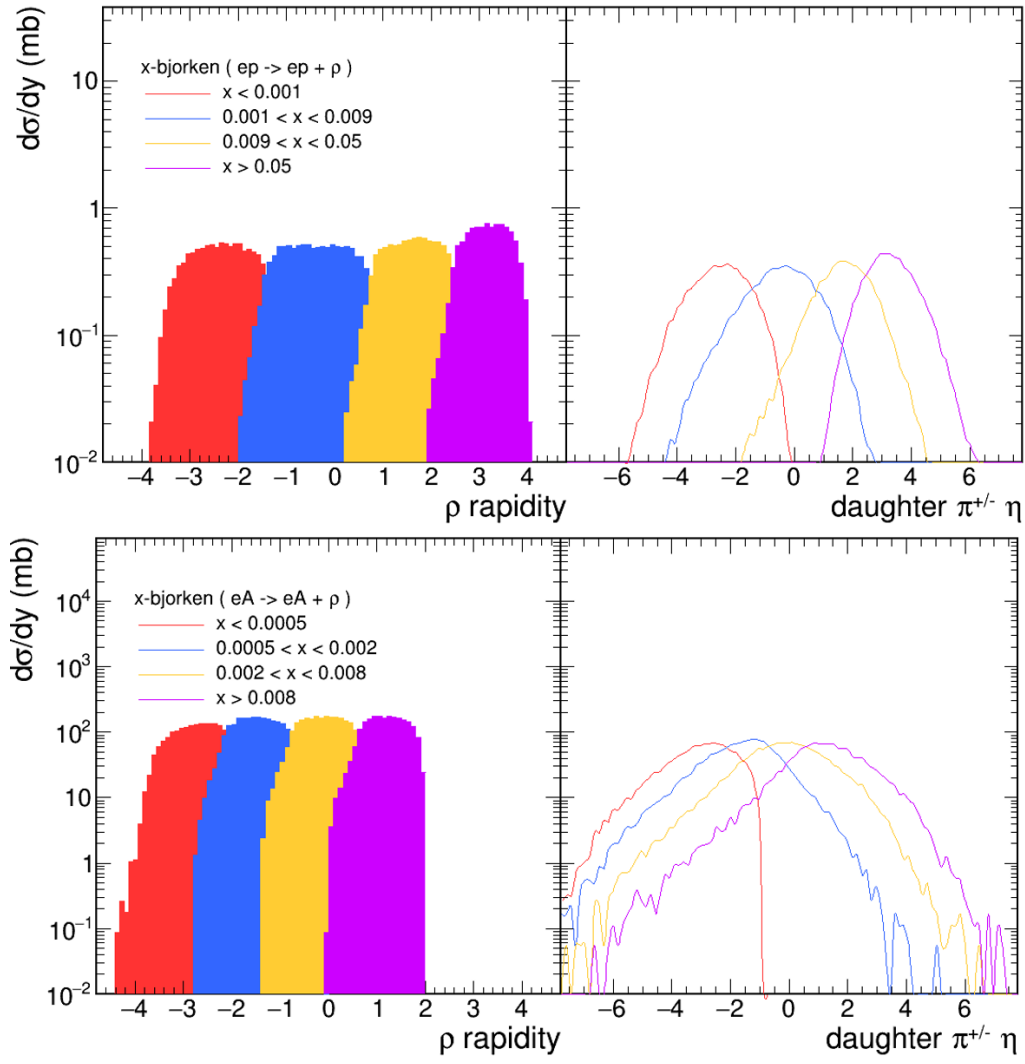 dσ/dy (mb)
10
1
10⁻¹
10⁻²
x-bjorken ( ep -> ep + ρ )
x < 0.001
0.001 < x < 0.009
0.009 < x < 0.05
x > 0.05
−4 −3 −2 −1 0 1 2 3 4
ρ rapidity
−6 −4 −2 0 2 4 6
daughter π⁺/⁻ η
dσ/dy (mb)
10⁴
10³
10²
10
1
10⁻¹
10⁻²
x-bjorken ( eA -> eA + ρ )
x < 0.0005
0.0005 < x < 0.002
0.002 < x < 0.008
x > 0.008
−4 −3 −2 −1 0 1 2 3 4
ρ rapidity
−6 −4 −2 0 2 4 6
daughter π⁺/⁻ η